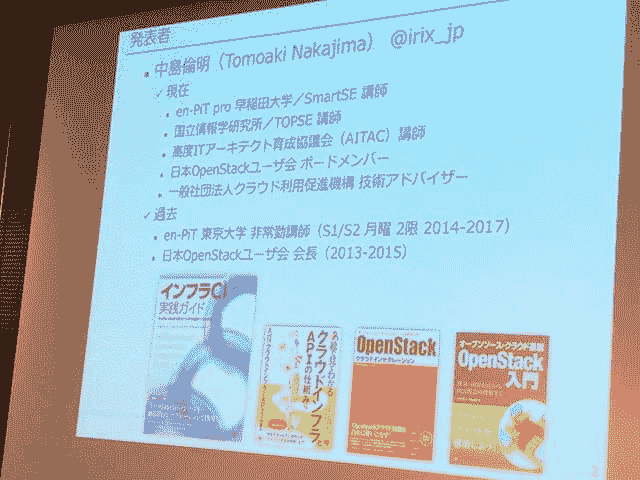 発表者
• 中島倫明（Tomoaki Nakajima） @irix_jp
✓ 現在
• en-PiT pro 早稲田大学／SmartSE 講師
• 国立情報学研究所／TOPSE 講師
• 高度ITアーキテクト育成協議会（AITAC）講師
• 日本OpenStackユーザ会 ボードメンバー
• 一般社団法人クラウド利用促進機構 技術アドバイザー
✓ 過去
• en-PiT 東京大学 非常勤講師（S1/S2 月曜 2限 2014-2017）
• 日本OpenStackユーザ会 会長（2013-2015）
インフラCI
実践ガイド
絵で見てわかる
クラウドインフラと
APIの仕組み
OpenStack
クラウドインテグレーション
オープンソース・クラウド基盤
OpenStack
入門